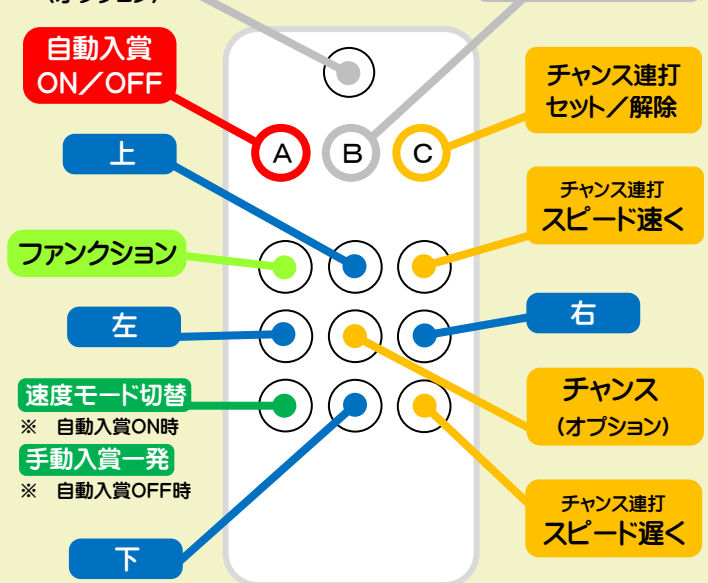 自動入賞
ON／OFF
チャンス連打
セット／解除
A
B
C
上
チャンス連打
スピード速く
ファンクション
左
右
速度モード切替
※ 自動入賞ON時
手動入賞一発
※ 自動入賞OFF時
チャンス
（オプション）
チャンス連打
スピード遅く
下